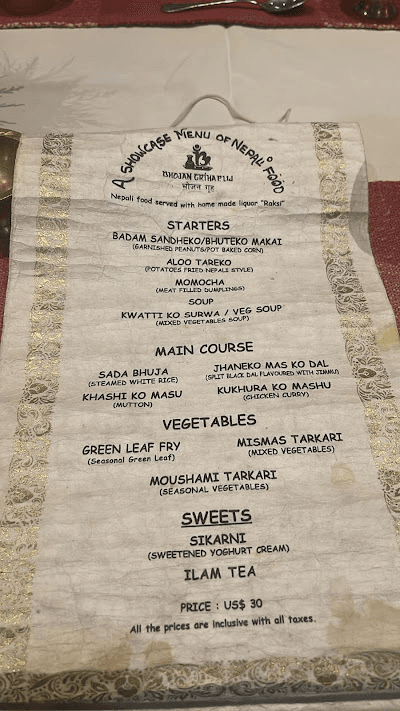 A SHOWCASE MENU OF NEPALI FOOD
BHOJAN GRIHA P. LTD
भोजन गृह
Nepali food served with home made liquor "Raksi"
STARTERS
BADAM SANDHEKO/BHUTEKO MAKAI
(GARNISHED PEANUTS/POT BAKED CORN)
ALOO TAREKO
(POTATOES FRIED NEPALI STYLE)
MOMOCHA
(MEAT FILLED DUMPLINGS)
SOUP
KWATTI KO SURWA / VEG SOUP
(MIXED VEGETABLES SOUP)
MAIN COURSE
SADA BHUJA
(STEAMED WHITE RICE)
JHANEKO MAS KO DAL
(SPLIT BLACK DAL FLAVOURED WITH JIMMU)
KHASHI KO MASU
(MUTTON)
KUKHURA KO MASHU
(CHICKEN CURRY)
VEGETABLES
GREEN LEAF FRY
(Seasonal Green Leaf)
MISMAS TARKARI
(MIXED VEGETABLES)
MOUSHAMI TARKARI
(SEASONAL VEGETABLES)
SWEETS
SIKARNI
(SWEETENED YOGHURT CREAM)
ILAM TEA
PRICE : US$ 30
All the prices are inclusive with all taxes.